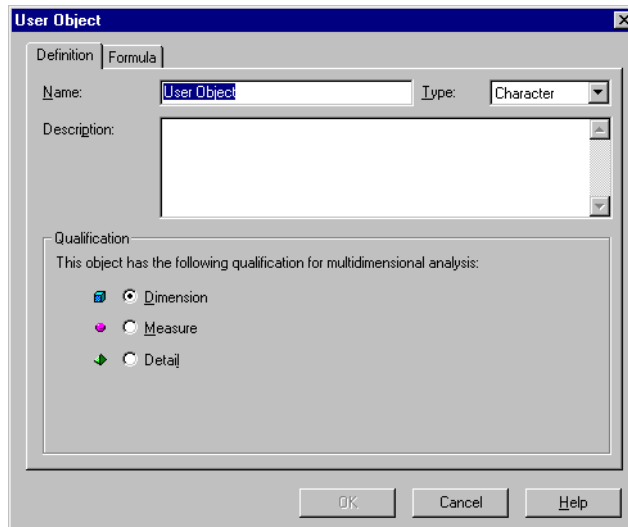 User Object
Definition Formula
Name: User Object Type: Character
Description:
Qualification
This object has the following qualification for multidimensional analysis:
Dimension
Measure
Detail
OK Cancel Help